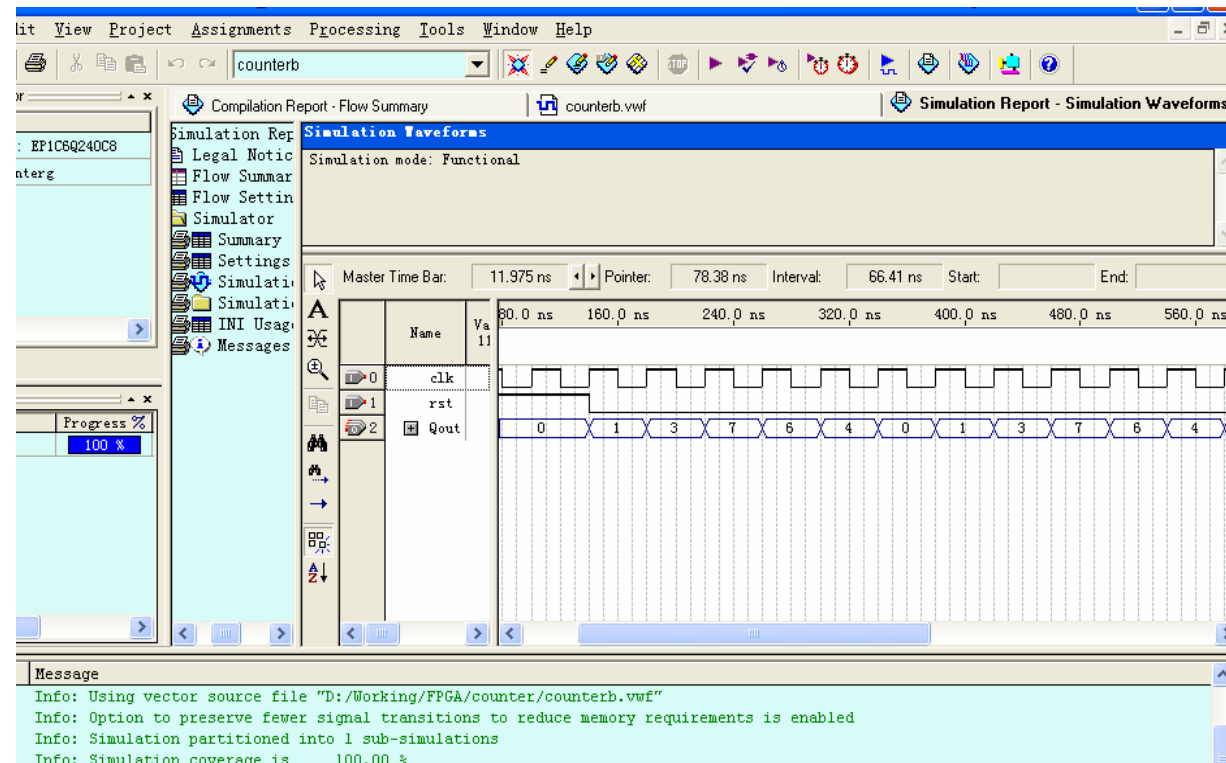 dit View Project Assignments Processing Tools Window Help
counterb
STOP
or
Compilation Report - Flow Summary
counterb.vwf
Simulation Report - Simulation Waveforms
: EP1C6Q240C8
nterg
Simulation Rep
Legal Notic
Flow Summar
Flow Settin
Simulator
Summary
Settings
Simulati
Simulati
INI Usag
Messages
Simulation Waveforms
Simulation mode: Functional
Master Time Bar: 11.975 ns Pointer: 78.38 ns Interval: 66.41 ns Start: End:
A
Name Va 80.0 ns 160.0 ns 240.0 ns 320.0 ns 400.0 ns 480.0 ns 560.0 ns
11
0 clk
1 rst
2 Qout 0 1 3 7 6 4 0 1 3 7 6 4
A
Z
Progress %
100 %
Message
Info: Using vector source file "D:/Working/FPGA/counter/counterb.vwf"
Info: Option to preserve fewer signal transitions to reduce memory requirements is enabled
Info: Simulation partitioned into 1 sub-simulations
Info: Simulation coverage is 100.00 %